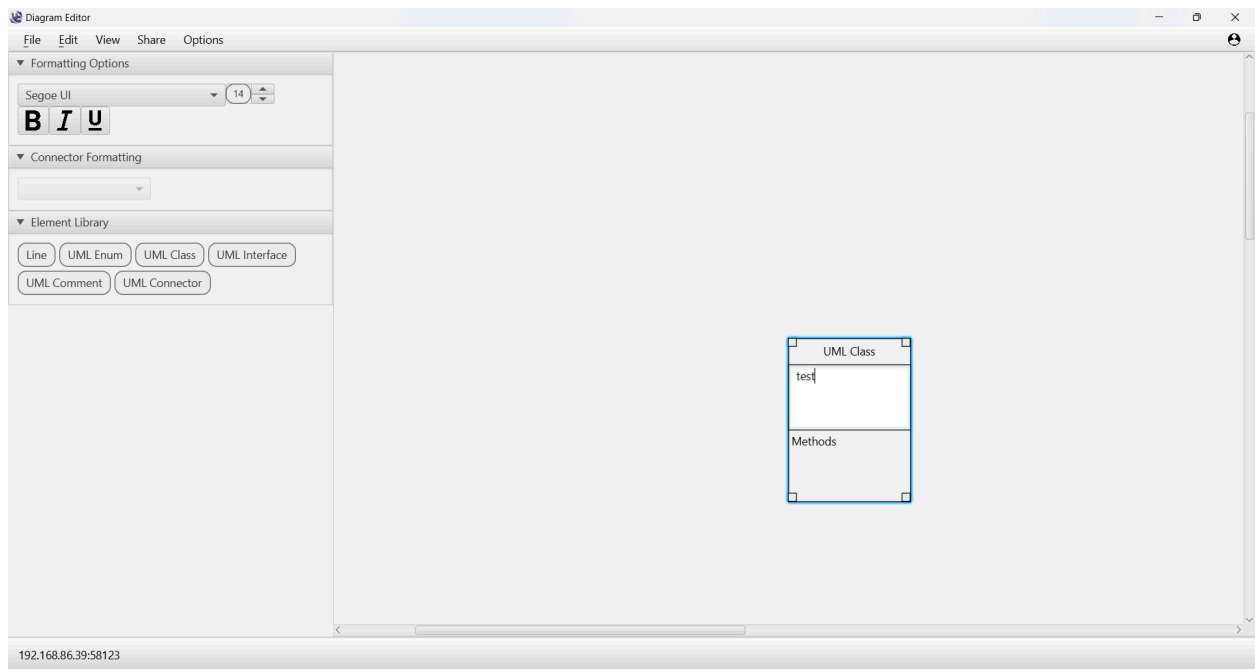 Diagram Editor
File Edit View Share Options
Formatting Options
Segoe UI 14
B I U
Connector Formatting
Element Library
Line UML Enum UML Class UML Interface
UML Comment UML Connector
UML Class
test
Methods
192.168.86.39:58123